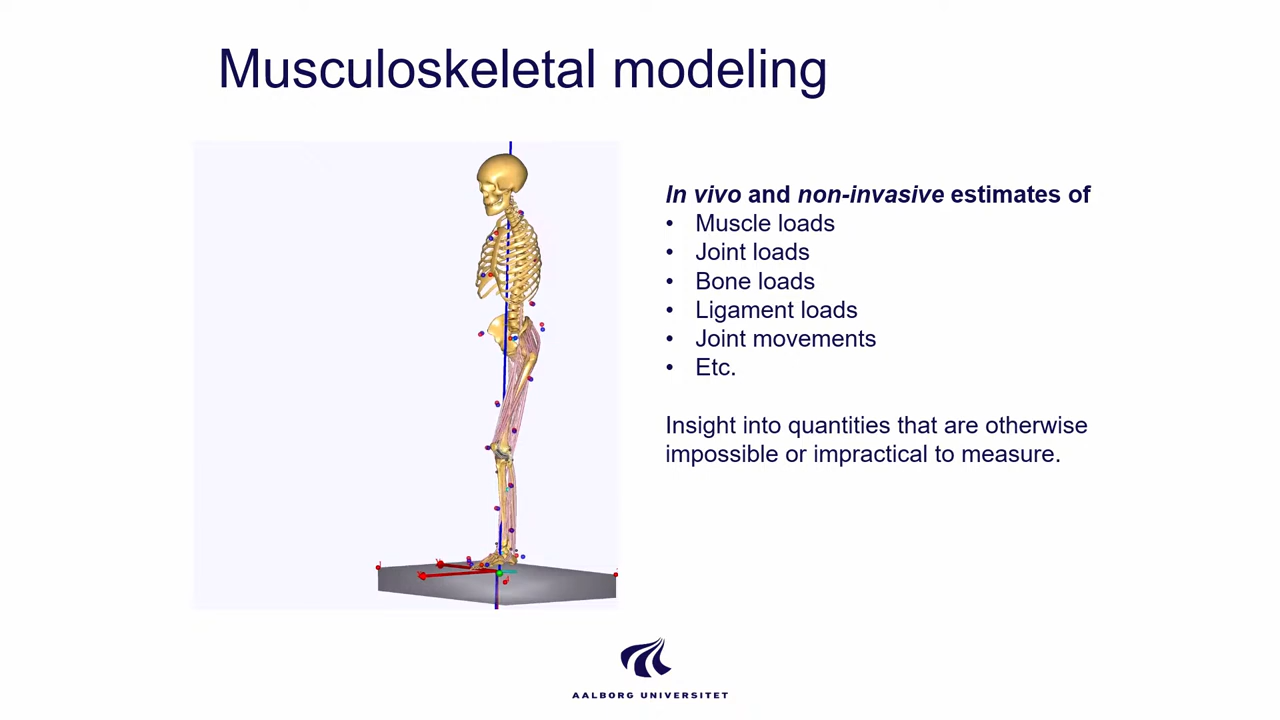 Musculoskeletal modeling
In vivo and non-invasive estimates of
• Muscle loads
• Joint loads
• Bone loads
• Ligament loads
• Joint movements
• Etc.
Insight into quantities that are otherwise
impossible or impractical to measure.
AALBORG UNIVERSITET